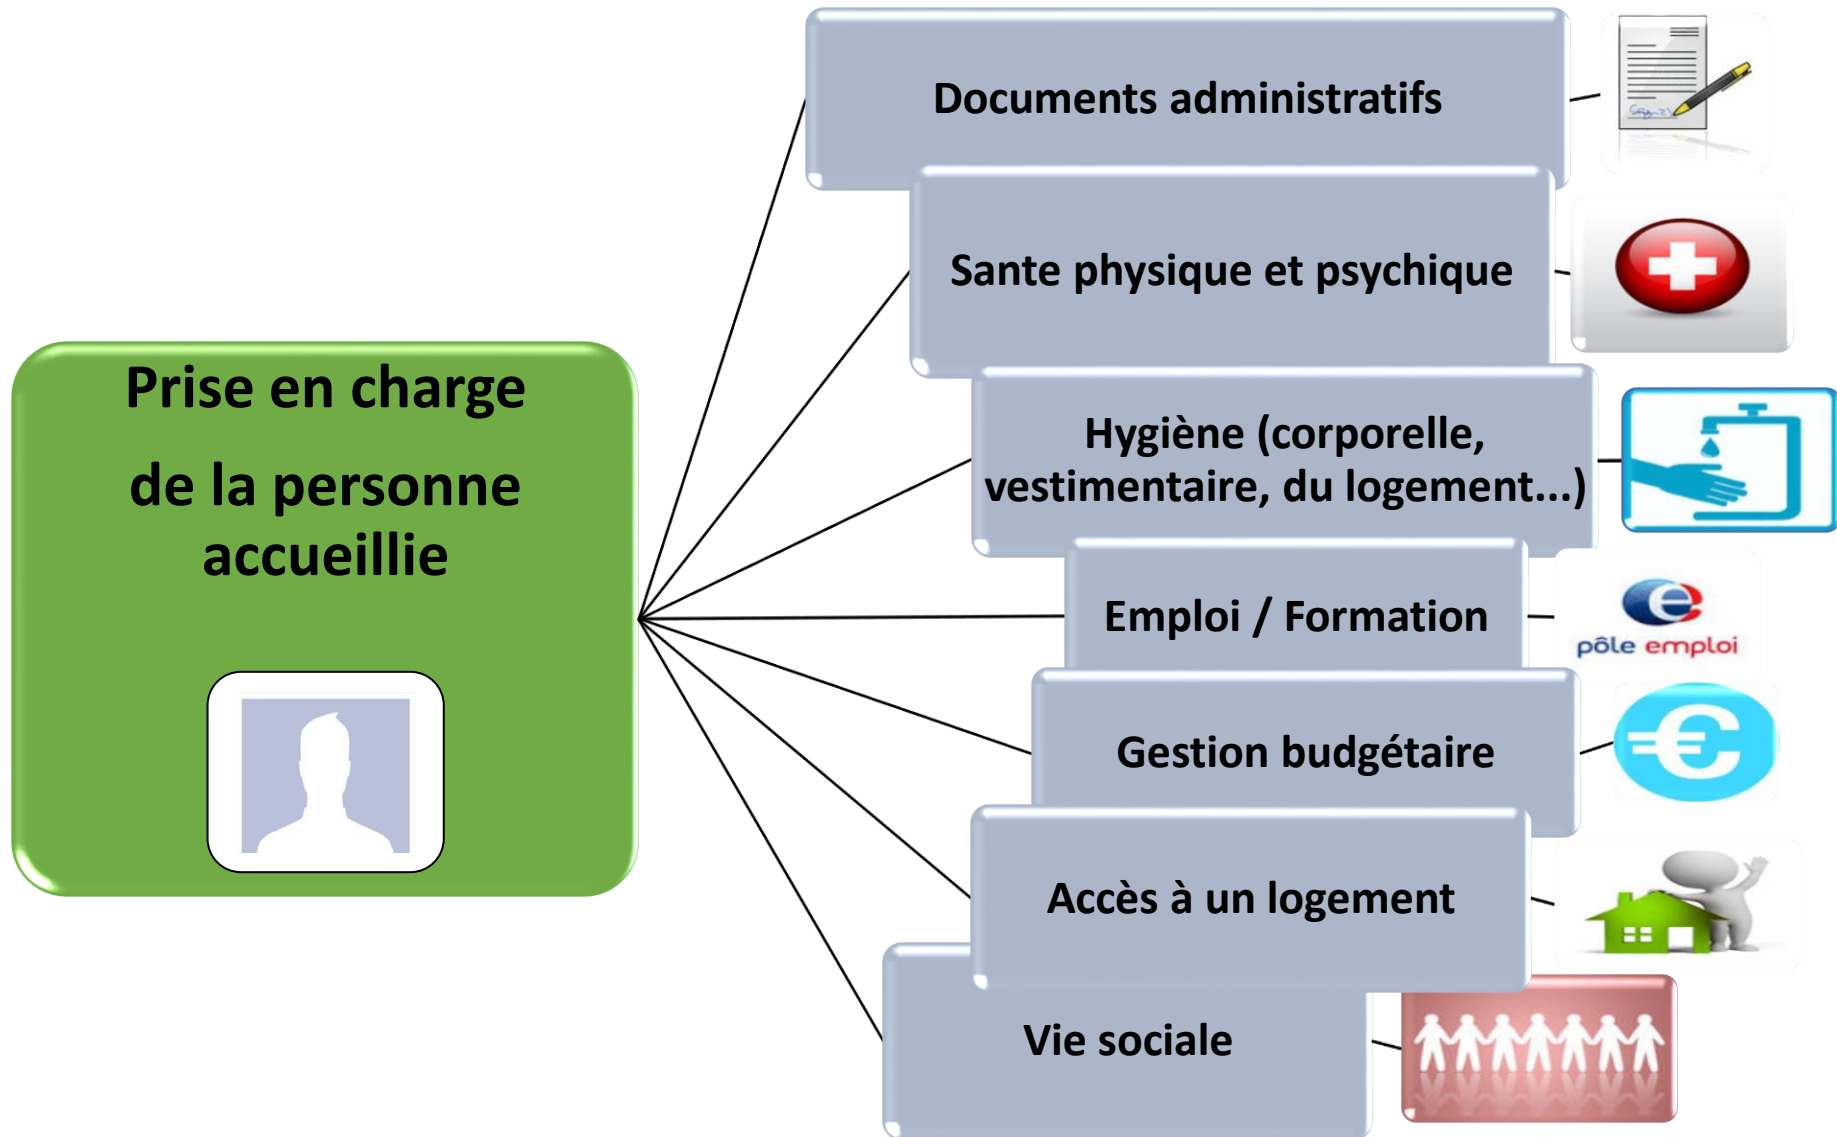 Documents administratifs
Sante physique et psychique
Prise en charge
de la personne
accueillie
Hygiène (corporelle,
vestimentaire, du logement...)
Emploi / Formation
pôle emploi
Gestion budgétaire
€
Accès à un logement
Vie sociale